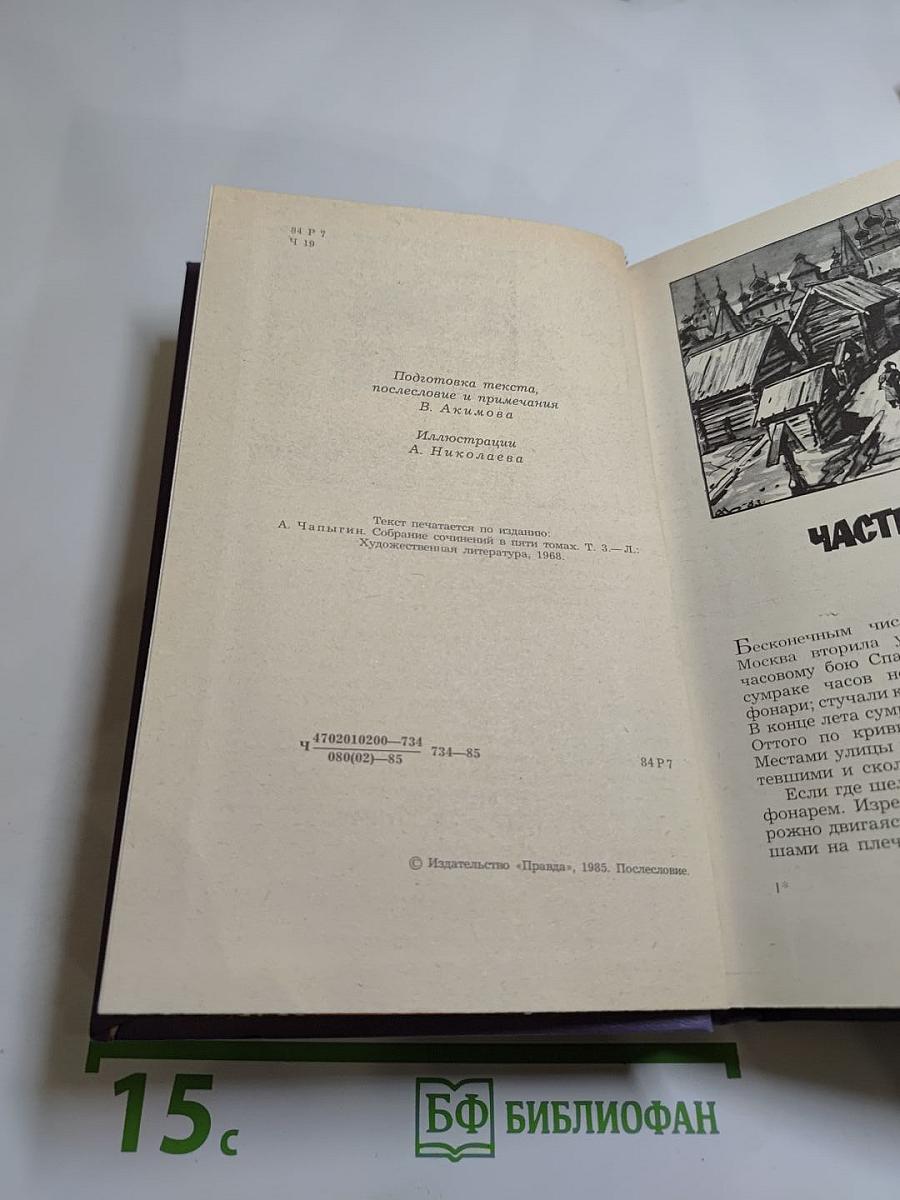 84 Р 7
Ч 19
Подготовка текста,
послесловие и примечания
В. Акимова
Иллюстрации
А. Николаева
Текст печатается по изданию:
А. Чапыгин. Собрание сочинений в пяти томах. Т. 3.— Л.:
Художественная литература, 1968.
Ч 4702010200—734
080(02)—85
734—85
84 Р 7
© Издательство «Правда», 1985. Послесловие.
ЧАСТ
Бесконечным чис
Москва вторила
часовому бою Спа
сумраке часов
фонари; стучали
В конце лета сум
Оттого по крив
Местами улицы
тевшими и скол
Если где шел
фонарем. Изре
рожно двигаяс
шами на плеч
1*
15 с
БФ БИБЛИОФАН